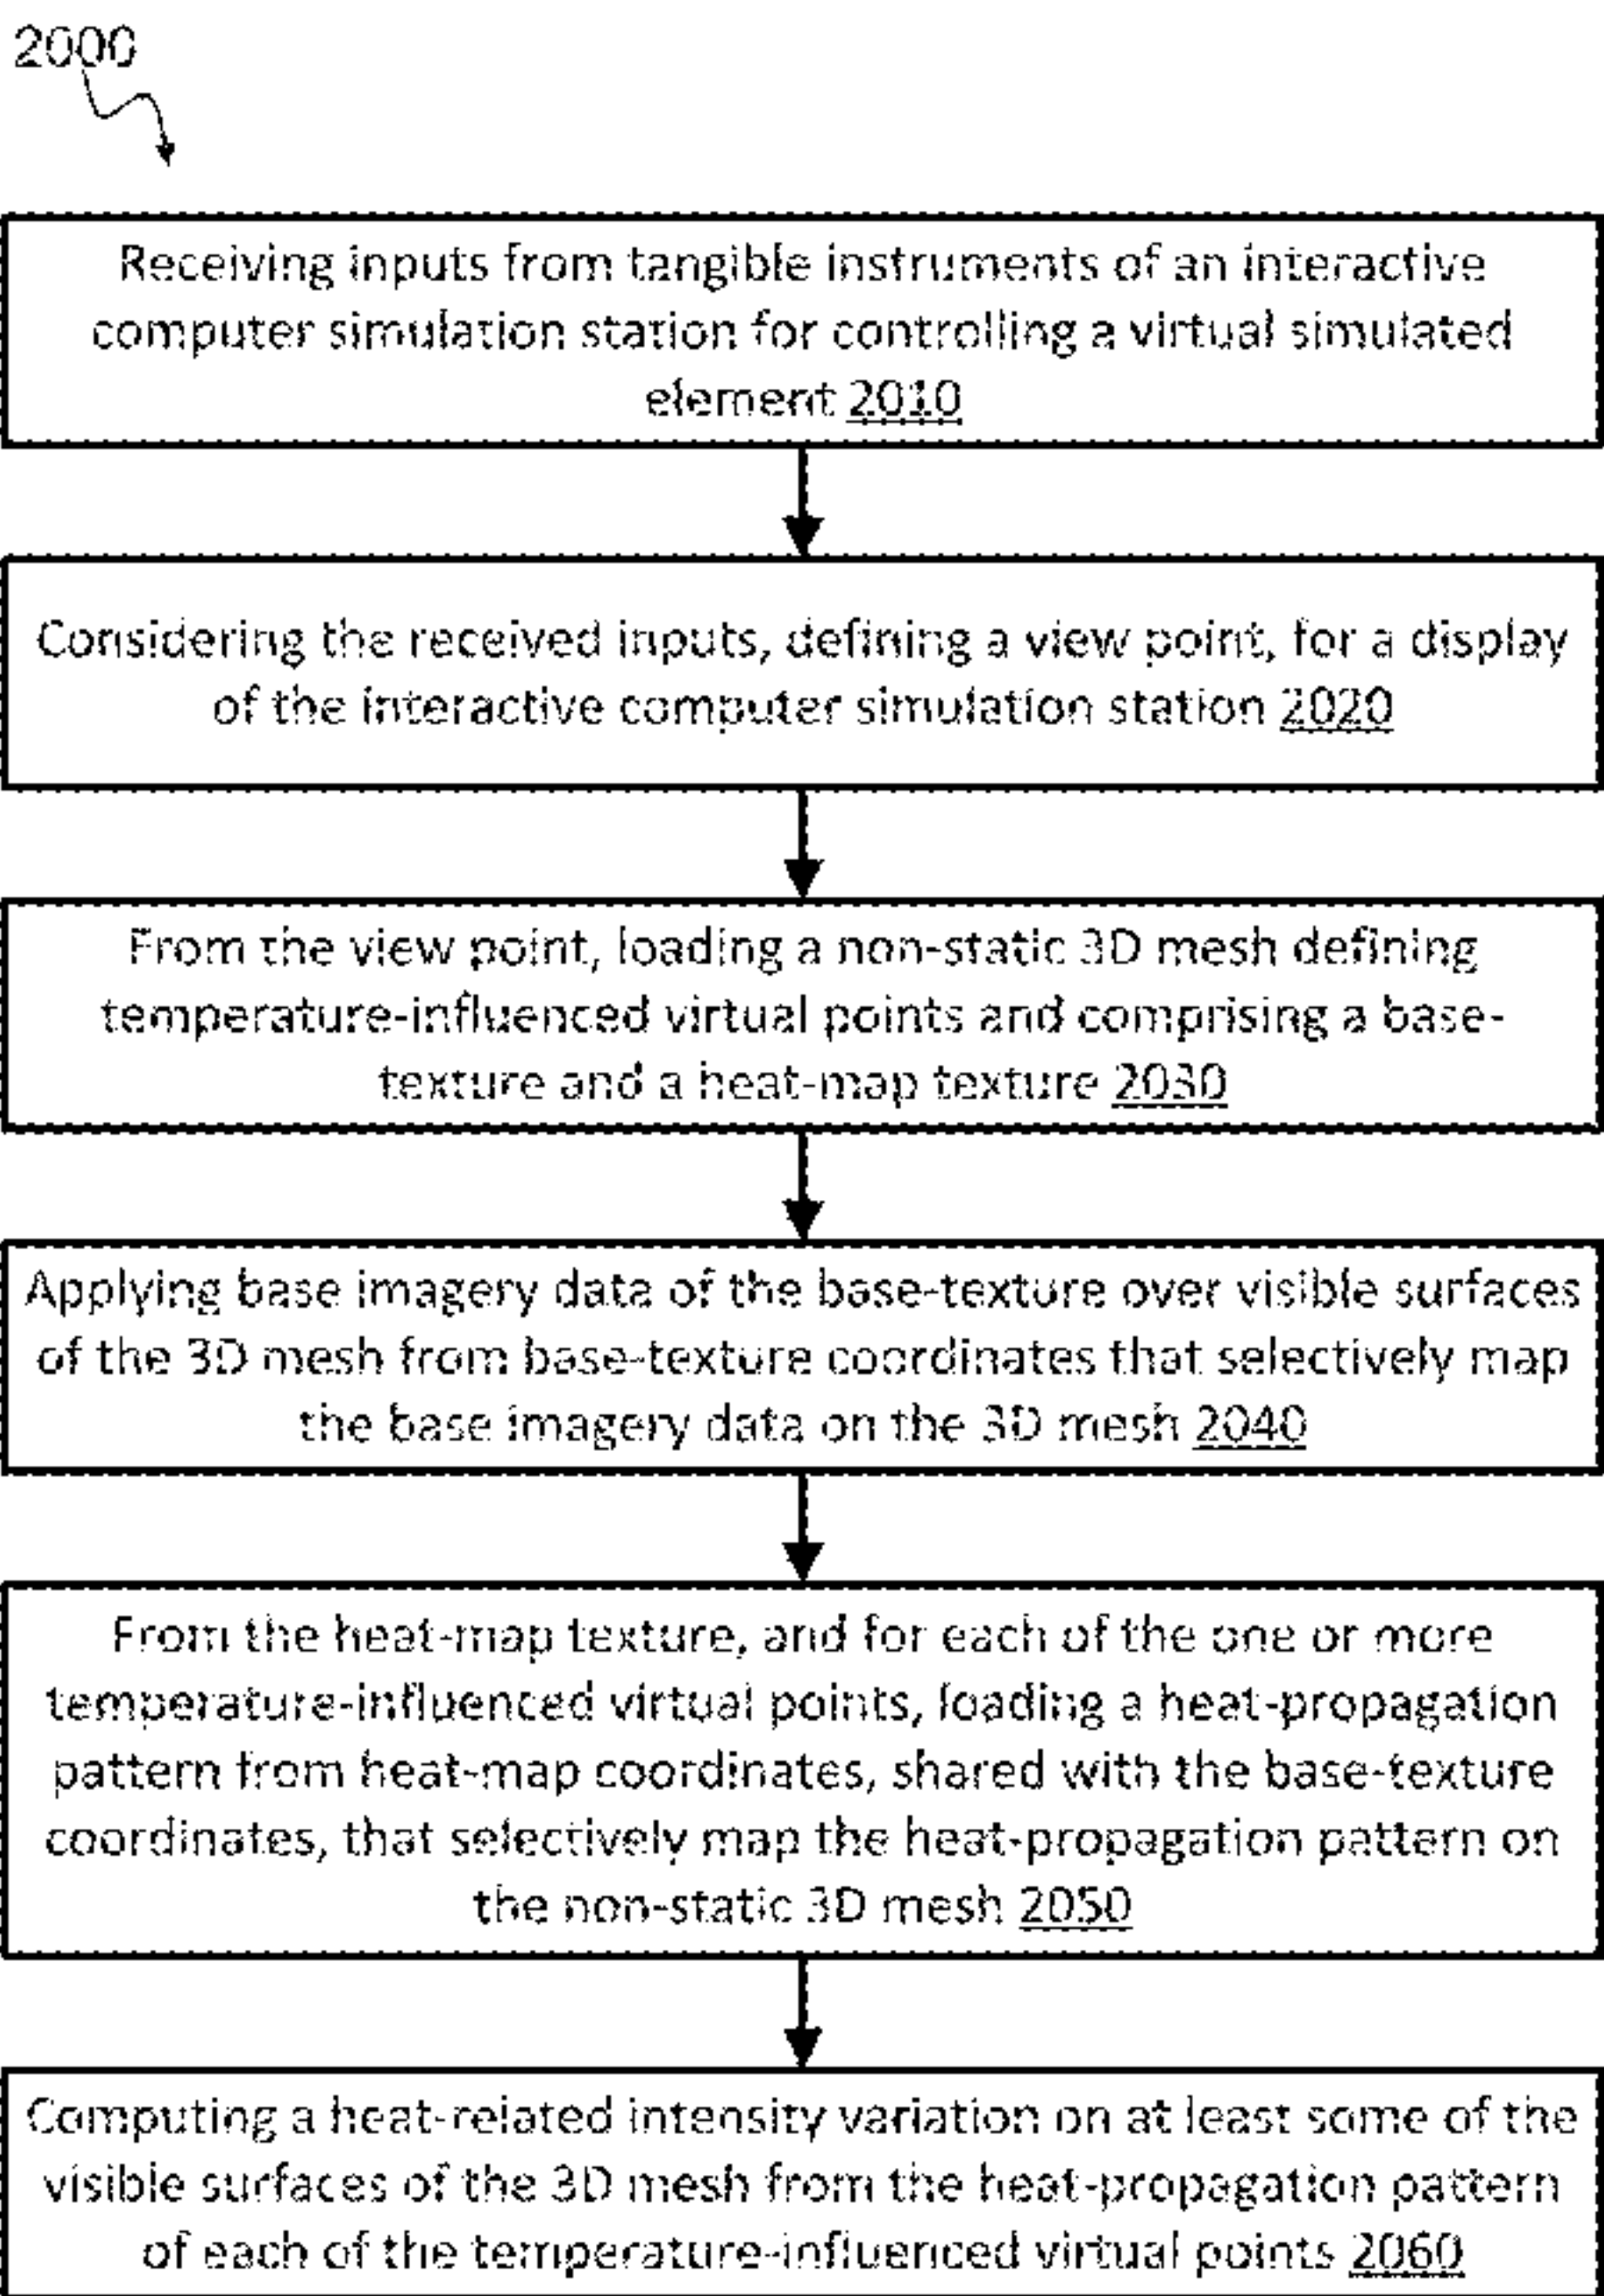 2000
Receiving inputs from tangible instruments of an interactive
computer simulation station for controlling a virtual simulated
element 2010
Considering the received inputs, defining a view point, for a display
of the interactive computer simulation station 2020
From the view point, loading a non-static 3D mesh defining
temperature-influenced virtual points and comprising a base-
texture and a heat-map texture 2030
Applying base imagery data of the base-texture over visible surfaces
of the 3D mesh from base-texture coordinates that selectively map
the base imagery data on the 3D mesh 2040
From the heat-map texture, and for each of the one or more
temperature-influenced virtual points, loading a heat-propagation
pattern from heat-map coordinates, shared with the base-texture
coordinates, that selectively map the heat-propagation pattern on
the non-static 3D mesh 2050
Computing a heat-related intensity variation on at least some of the
visible surfaces of the 3D mesh from the heat-propagation pattern
of each of the temperature-influenced virtual points 2060